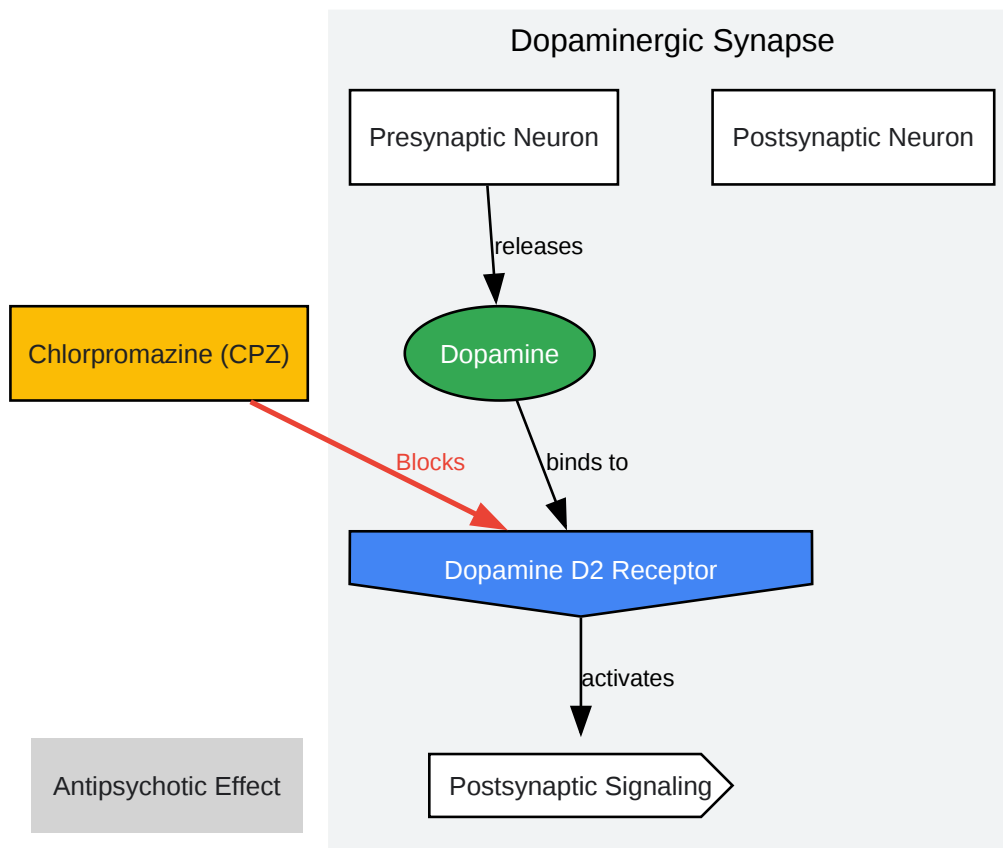 Dopaminergic Synapse
Presynaptic Neuron
Postsynaptic Neuron
releases
Chlorpromazine (CPZ)
Dopamine
Blocks
binds to
Dopamine D2 Receptor
activates
Antipsychotic Effect
Postsynaptic Signaling